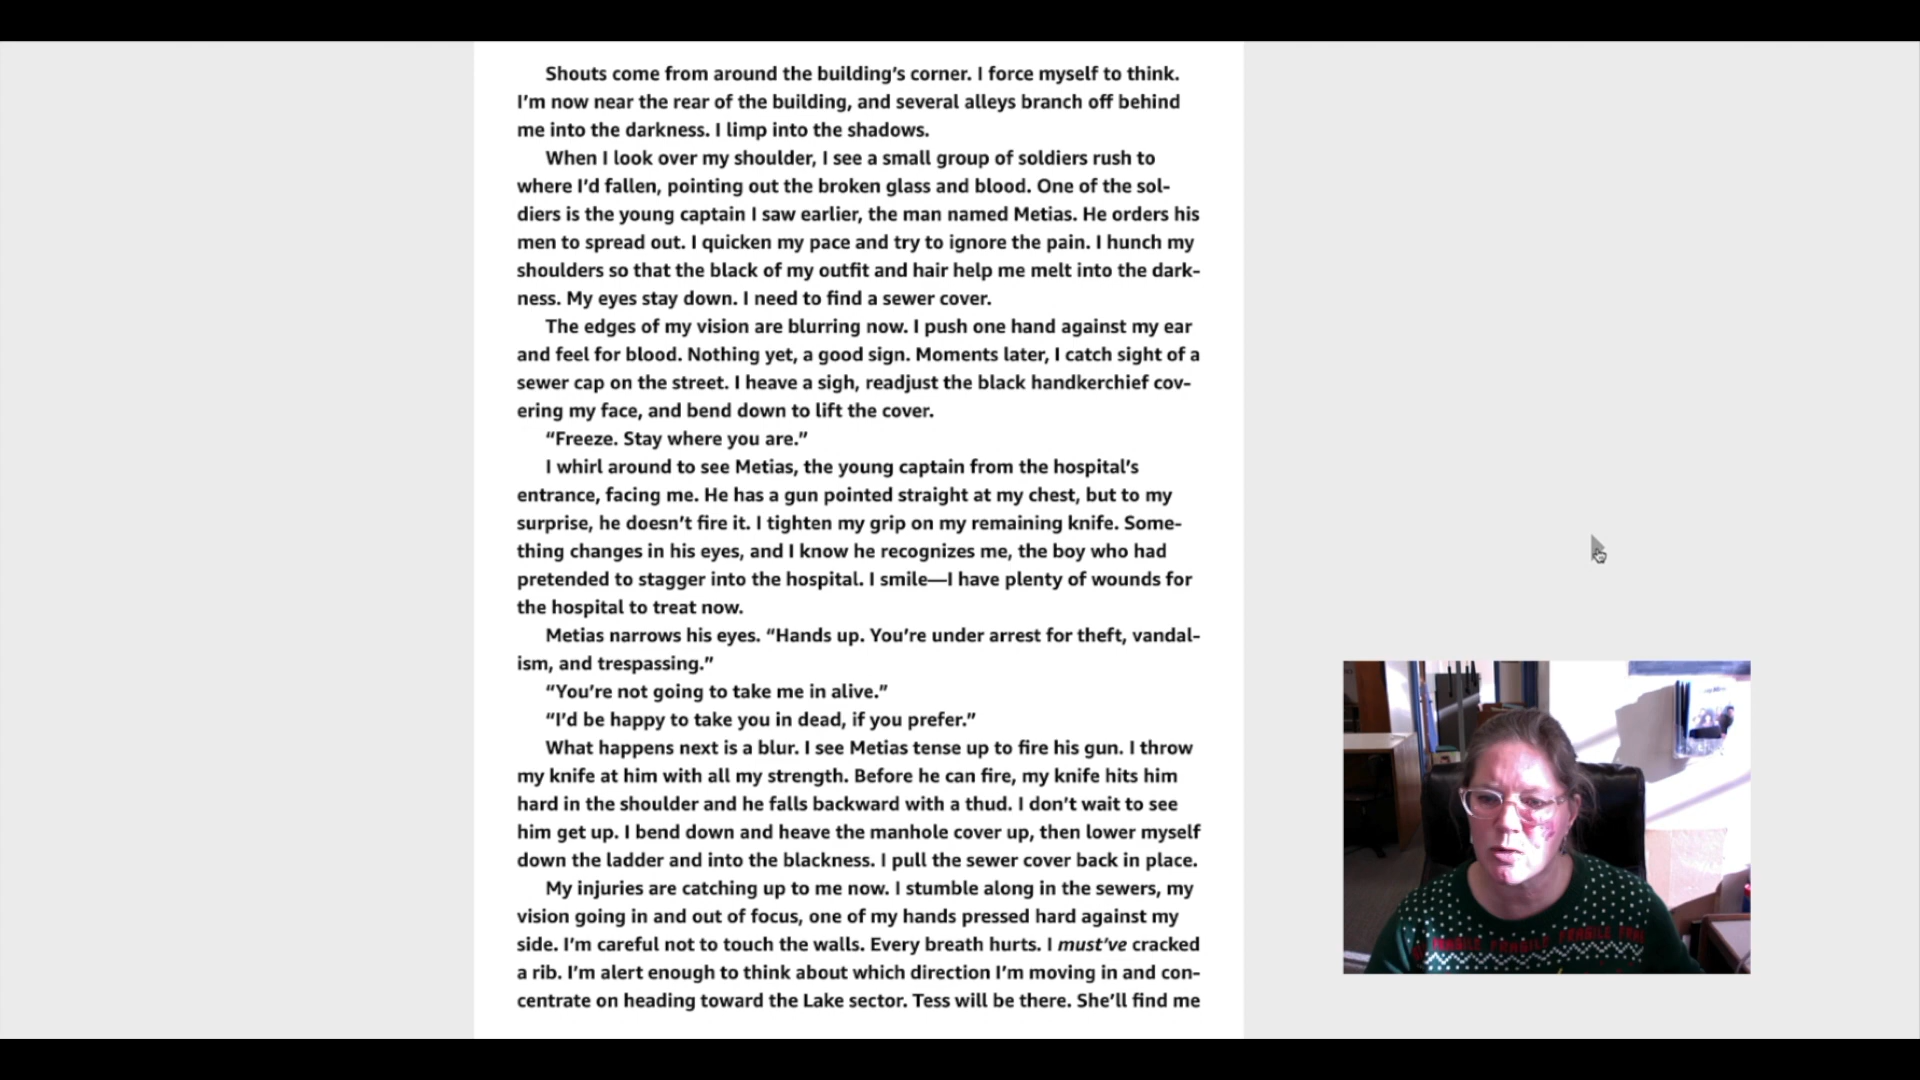 Shouts come from around the building’s corner. I force myself to think.
I’m now near the rear of the building, and several alleys branch off behind
me into the darkness. I limp into the shadows.
When I look over my shoulder, I see a small group of soldiers rush to
where I’d fallen, pointing out the broken glass and blood. One of the sol-
diers is the young captain I saw earlier, the man named Metias. He orders his
men to spread out. I quicken my pace and try to ignore the pain. I hunch my
shoulders so that the black of my outfit and hair help me melt into the dark-
ness. My eyes stay down. I need to find a sewer cover.
The edges of my vision are blurring now. I push one hand against my ear
and feel for blood. Nothing yet, a good sign. Moments later, I catch sight of a
sewer cap on the street. I heave a sigh, readjust the black handkerchief cov-
ering my face, and bend down to lift the cover.
“Freeze. Stay where you are.”
I whirl around to see Metias, the young captain from the hospital’s
entrance, facing me. He has a gun pointed straight at my chest, but to my
surprise, he doesn’t fire it. I tighten my grip on my remaining knife. Some-
thing changes in his eyes, and I know he recognizes me, the boy who had
pretended to stagger into the hospital. I smile—I have plenty of wounds for
the hospital to treat now.
Metias narrows his eyes. “Hands up. You’re under arrest for theft, vandal-
ism, and trespassing.”
“You’re not going to take me in alive.”
“I’d be happy to take you in dead, if you prefer.”
What happens next is a blur. I see Metias tense up to fire his gun. I throw
my knife at him with all my strength. Before he can fire, my knife hits him
hard in the shoulder and he falls backward with a thud. I don’t wait to see
him get up. I bend down and heave the manhole cover up, then lower myself
down the ladder and into the blackness. I pull the sewer cover back in place.
My injuries are catching up to me now. I stumble along in the sewers, my
vision going in and out of focus, one of my hands pressed hard against my
side. I’m careful not to touch the walls. Every breath hurts. I must’ve cracked
a rib. I’m alert enough to think about which direction I’m moving in and con-
centrate on heading toward the Lake sector. Tess will be there. She’ll find me
FRAGILE FRAGILE FRAGILE